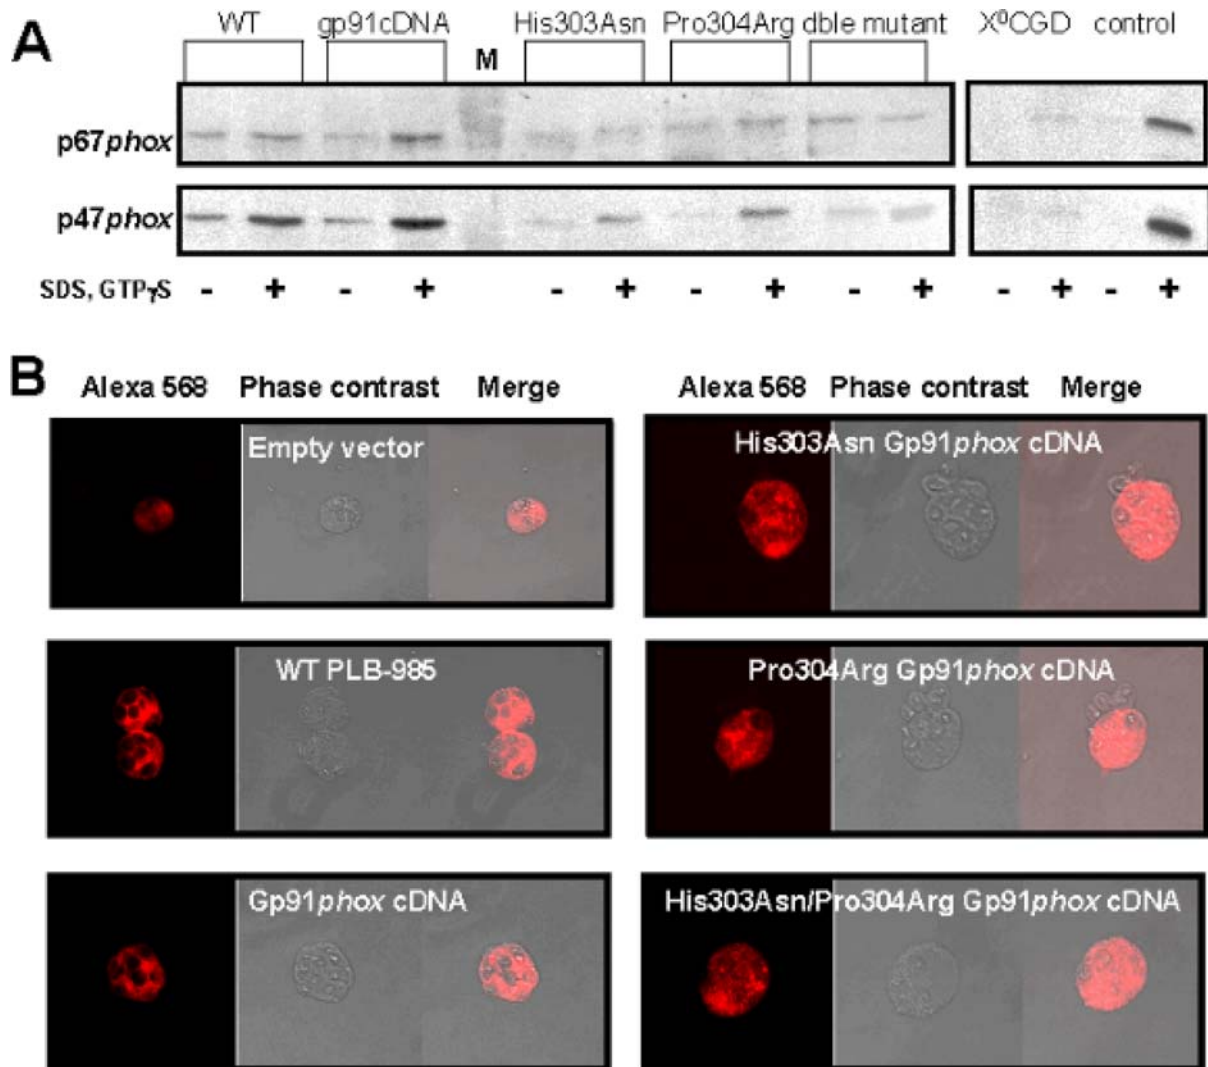 A
WT gp91cDNA M His303Asn Pro304Arg dble mutant X⁰CGD control
p67phox
p47phox
SDS, GTPγS - + - + - + - + - + - + - +
B
Alexa 568 Phase contrast Merge Alexa 568 Phase contrast Merge
Empty vector
His303Asn Gp91phox cDNA
WT PLB-985
Pro304Arg Gp91phox cDNA
Gp91phox cDNA
His303Asn/Pro304Arg Gp91phox cDNA